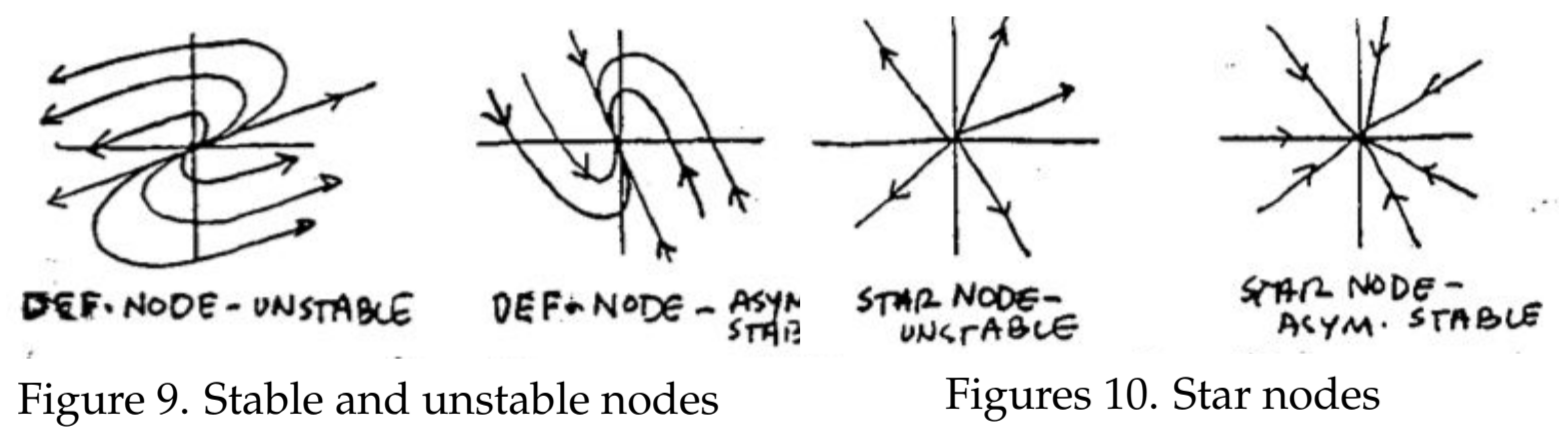 DEF. NODE - UNSTABLE
DEF. NODE - ASYM
STAB
STAR NODE -
UNSTABLE
STAR NODE -
ASYM. STABLE
Figure 9. Stable and unstable nodes
Figures 10. Star nodes